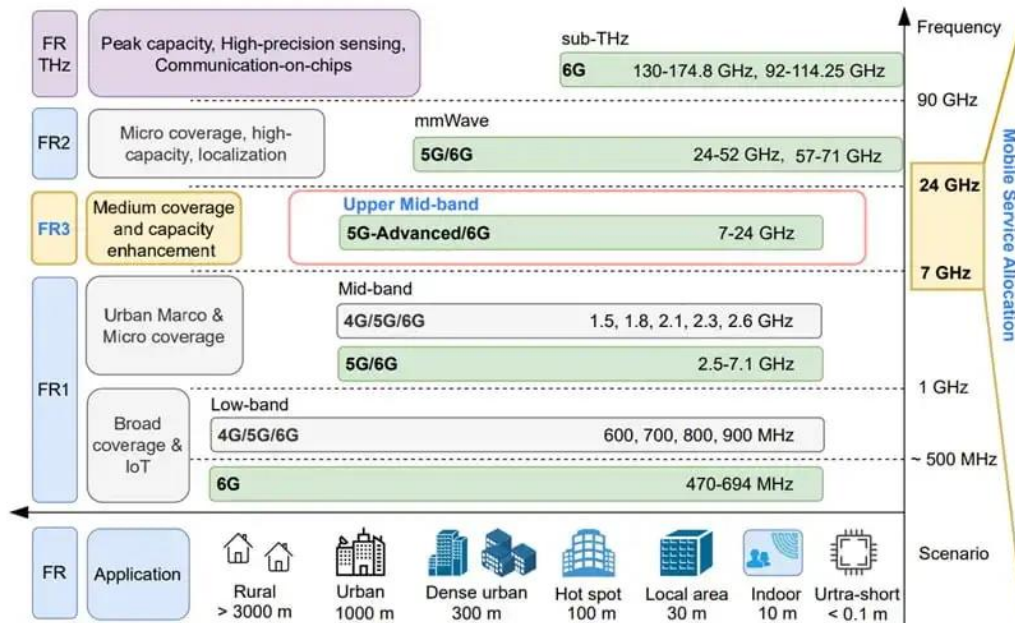 FR
THz
Peak capacity, High-precision sensing,
Communication-on-chips
sub-THz
6G 130-174.8 GHz, 92-114.25 GHz
Frequency
90 GHz
FR2
Micro coverage, high-
capacity, localization
mmWave
5G/6G 24-52 GHz, 57-71 GHz
24 GHz
FR3
Medium coverage
and capacity
enhancement
Upper Mid-band
5G-Advanced/6G 7-24 GHz
7 GHz
Mobile Service Allocation
FR1
Urban Marco &
Micro coverage
Mid-band
4G/5G/6G 1.5, 1.8, 2.1, 2.3, 2.6 GHz
5G/6G 2.5-7.1 GHz
1 GHz
Broad
coverage &
IoT
Low-band
4G/5G/6G 600, 700, 800, 900 MHz
~ 500 MHz
6G 470-694 MHz
FR
Application
Rural
> 3000 m
Urban
1000 m
Dense urban
300 m
Hot spot
100 m
Local area
30 m
Indoor
10 m
Urtra-short
< 0.1 m
Scenario